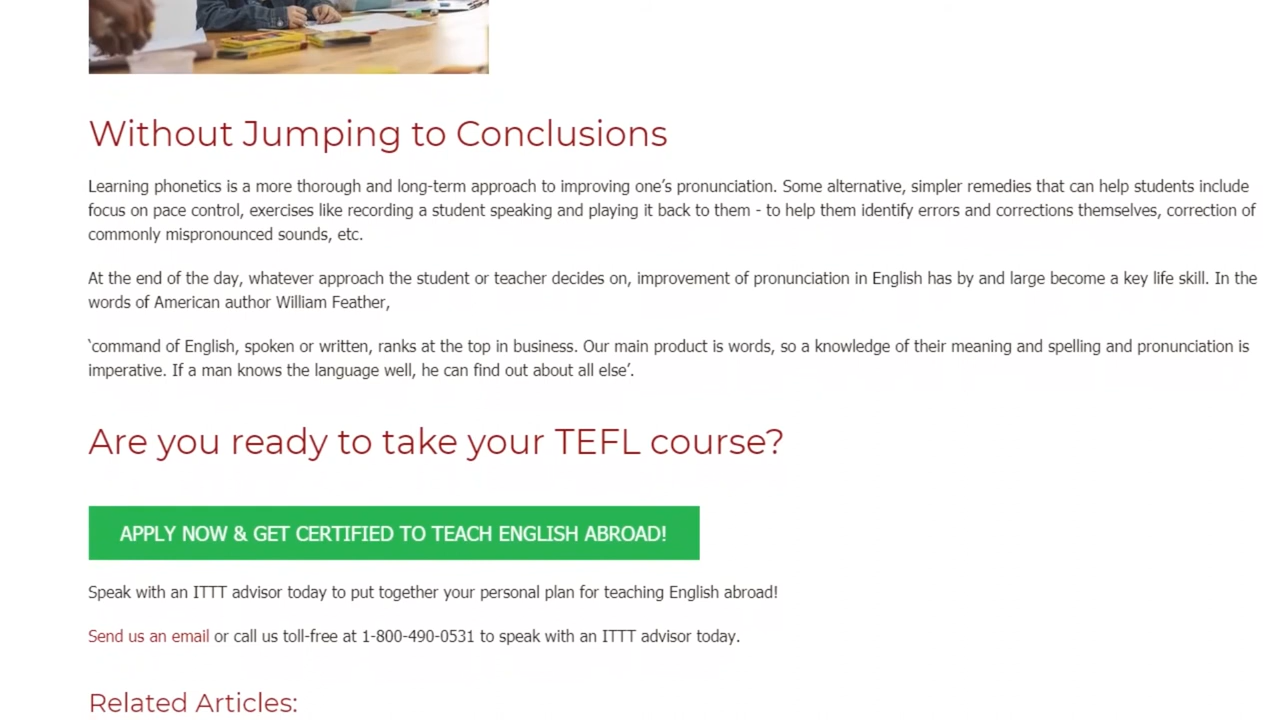 Without Jumping to Conclusions
Learning phonetics is a more thorough and long-term approach to improving one’s pronunciation. Some alternative, simpler remedies that can help students include
focus on pace control, exercises like recording a student speaking and playing it back to them - to help them identify errors and corrections themselves, correction of
commonly mispronounced sounds, etc.
At the end of the day, whatever approach the student or teacher decides on, improvement of pronunciation in English has by and large become a key life skill. In the
words of American author William Feather,
‘command of English, spoken or written, ranks at the top in business. Our main product is words, so a knowledge of their meaning and spelling and pronunciation is
imperative. If a man knows the language well, he can find out about all else’.
Are you ready to take your TEFL course?
APPLY NOW & GET CERTIFIED TO TEACH ENGLISH ABROAD!
Speak with an ITTT advisor today to put together your personal plan for teaching English abroad!
Send us an email or call us toll-free at 1-800-490-0531 to speak with an ITTT advisor today.
Related Articles: